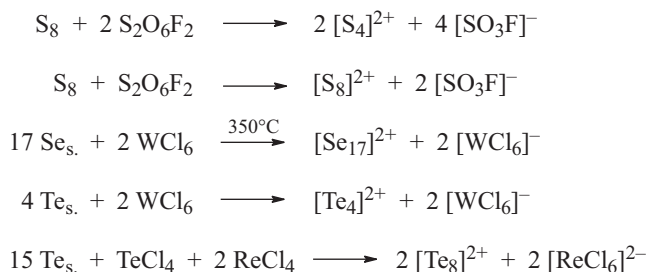 S₈ + 2 S₂O₆F₂ ⟶ 2 [S₄]²⁺ + 4 [SO₃F]⁻
S₈ + S₂O₆F₂ ⟶ [S₈]²⁺ + 2 [SO₃F]⁻
350°C
17 Seₛ. + 2 WCl₆ ⟶ [Se₁₇]²⁺ + 2 [WCl₆]⁻
4 Teₛ. + 2 WCl₆ ⟶ [Te₄]²⁺ + 2 [WCl₆]⁻
15 Teₛ. + TeCl₄ + 2 ReCl₄ ⟶ 2 [Te₈]²⁺ + 2 [ReCl₆]²⁻